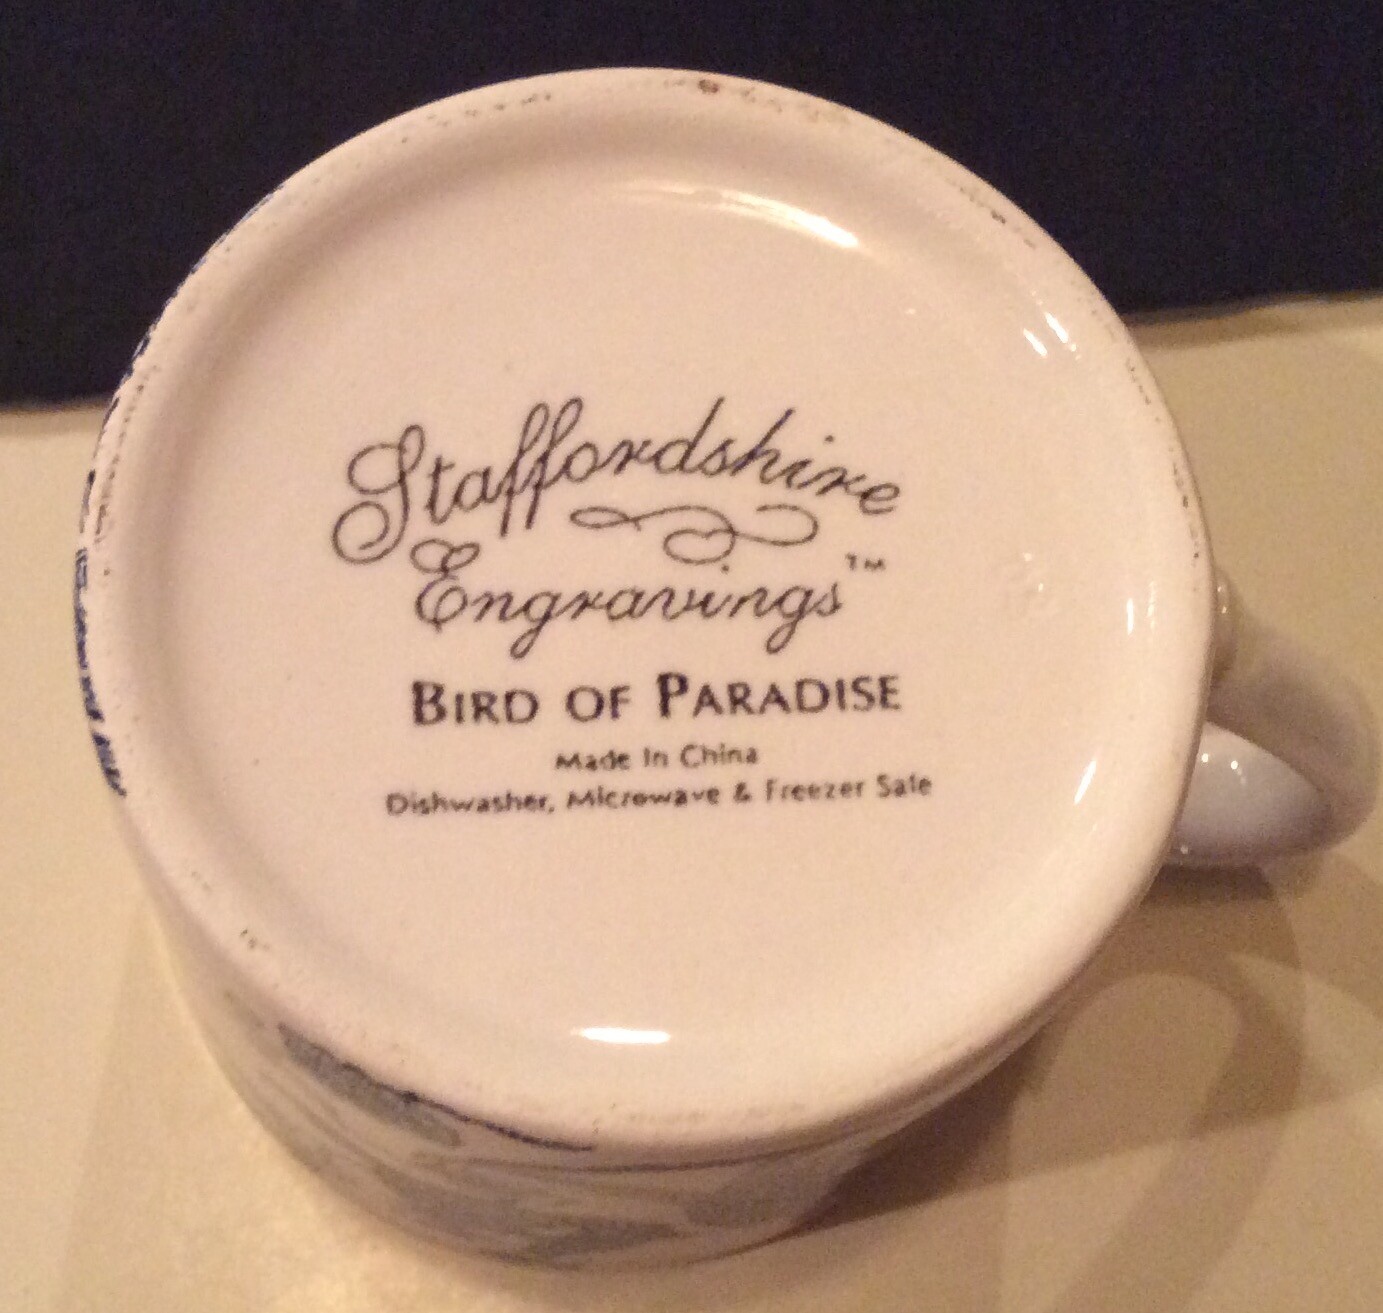 Staffordshire
Engravings™
BIRD OF PARADISE
Made In China
Dishwasher, Microwave & Freezer Safe